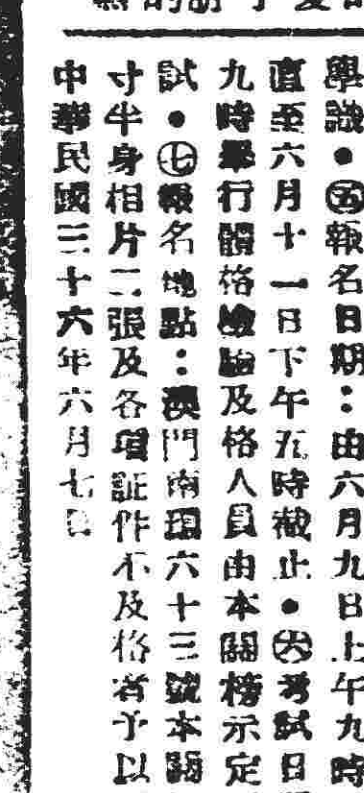 學識●㊄報名日期：由六月九日上午九時
直至六月十一日下午五時截止●㊅考試日
九時舉行體格檢驗及格人員由本關榜示定
試●㊆報名地點：澳門南環六十三號本關
寸半身相片二張及各項証件不及格者予以
中華民國三十六年六月七日